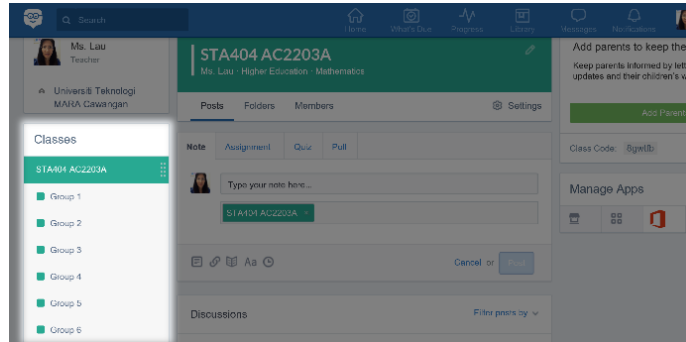 Search
Home
What's Due
Progress
Library
Messages
Notifications
Ms. Lau
Teacher
Universiti Teknologi
MARA Cawangan
Classes
STA404 AC2203A
Group 1
Group 2
Group 3
Group 4
Group 5
Group 6
STA404 AC2203A
Ms. Lau · Higher Education · Mathematics
Posts Folders Members Settings
Note Assignment Quiz Poll
Type your note here...
STA404 AC2203A ×
Aa
Cancel or Post
Discussions
Filter posts by
Add parents to keep the
Keep parents informed by lett
updates and their children's w
Add Parent
Class Code:
Manage Apps